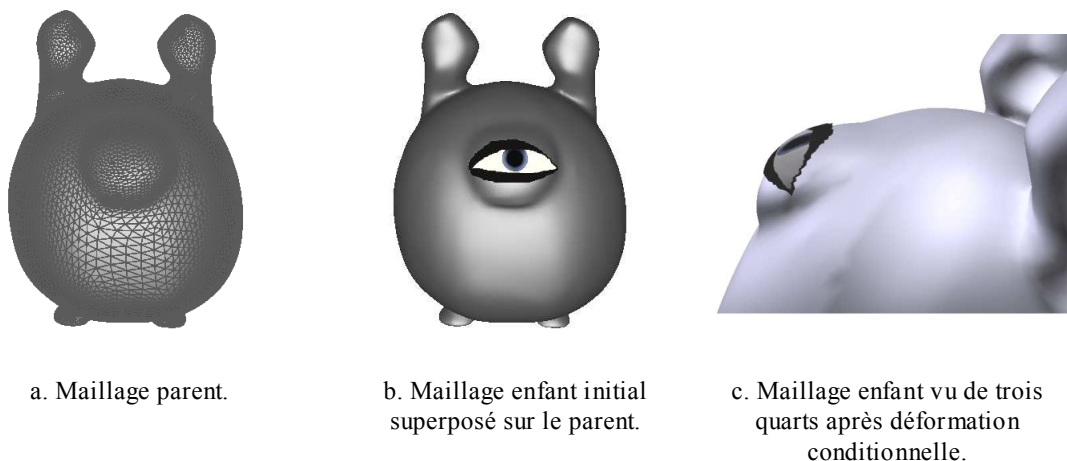 a. Maillage parent.
b. Maillage enfant initial
superposé sur le parent.
c. Maillage enfant vu de trois
quarts après déformation
conditionnelle.